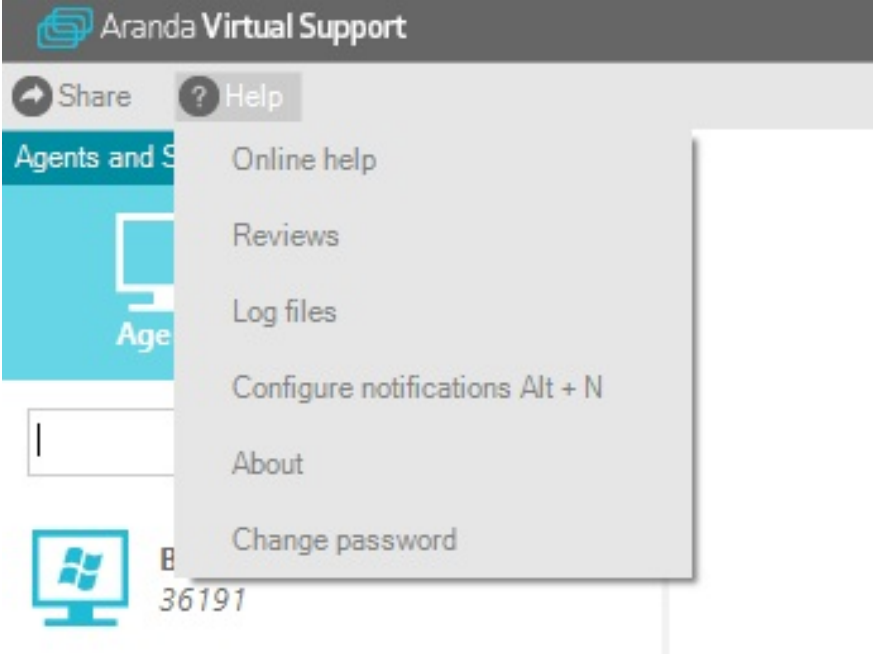 Aranda Virtual Support
Share
Help
Agents and S
Online help
Reviews
Age
Log files
Configure notifications Alt + N
About
Change password
B
36191